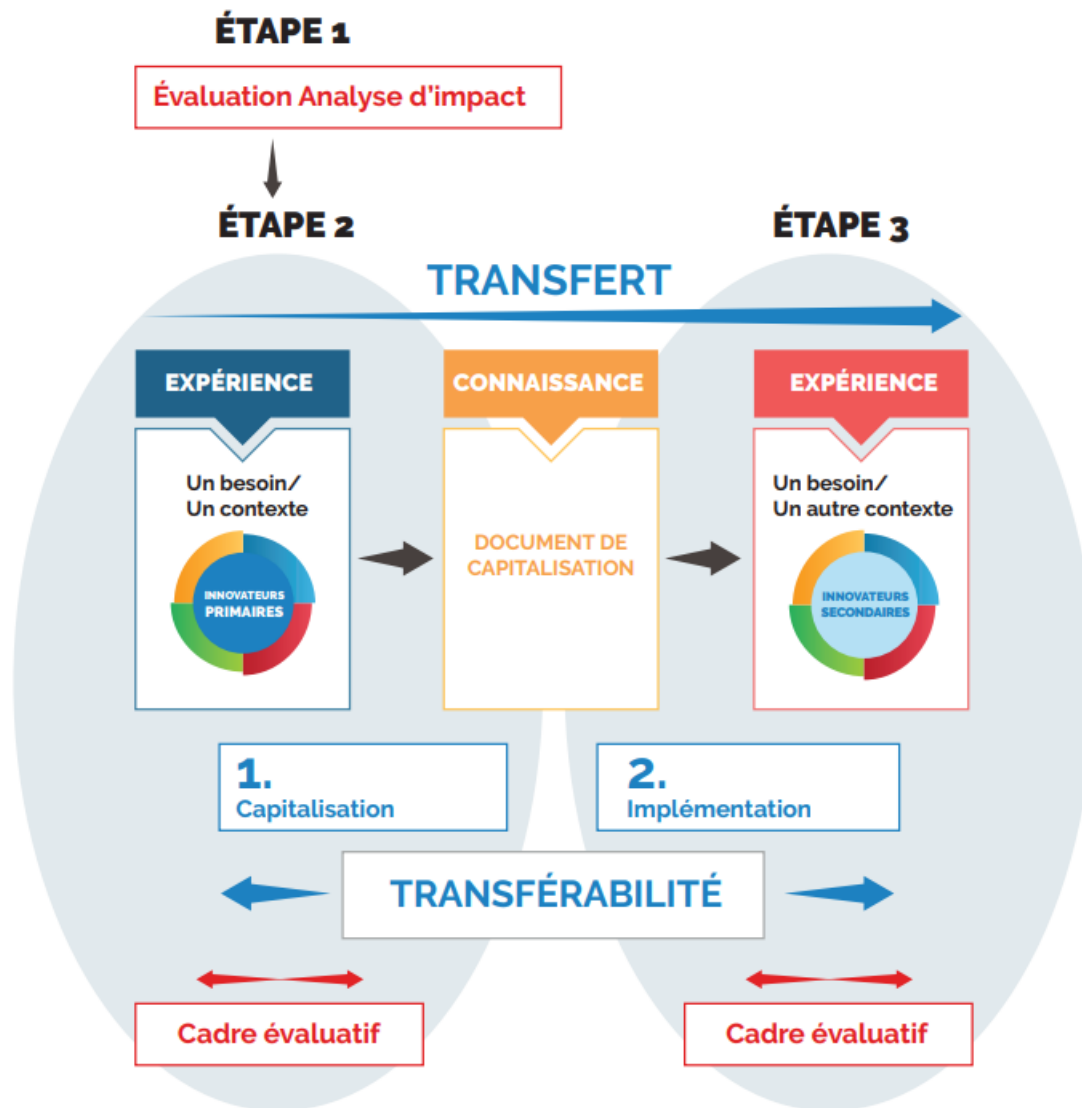 ÉTAPE 1
Évaluation Analyse d'impact
ÉTAPE 2
ÉTAPE 3
TRANSFERT
EXPÉRIENCE
CONNAISSANCE
EXPÉRIENCE
Un besoin/
Un contexte
INNOVATEURS
PRIMAIRES
DOCUMENT DE
CAPITALISATION
Un besoin/
Un autre contexte
INNOVATEURS
SECONDAIRES
1.
Capitalisation
2.
Implémentation
TRANSFÉRABILITÉ
Cadre évaluatif
Cadre évaluatif